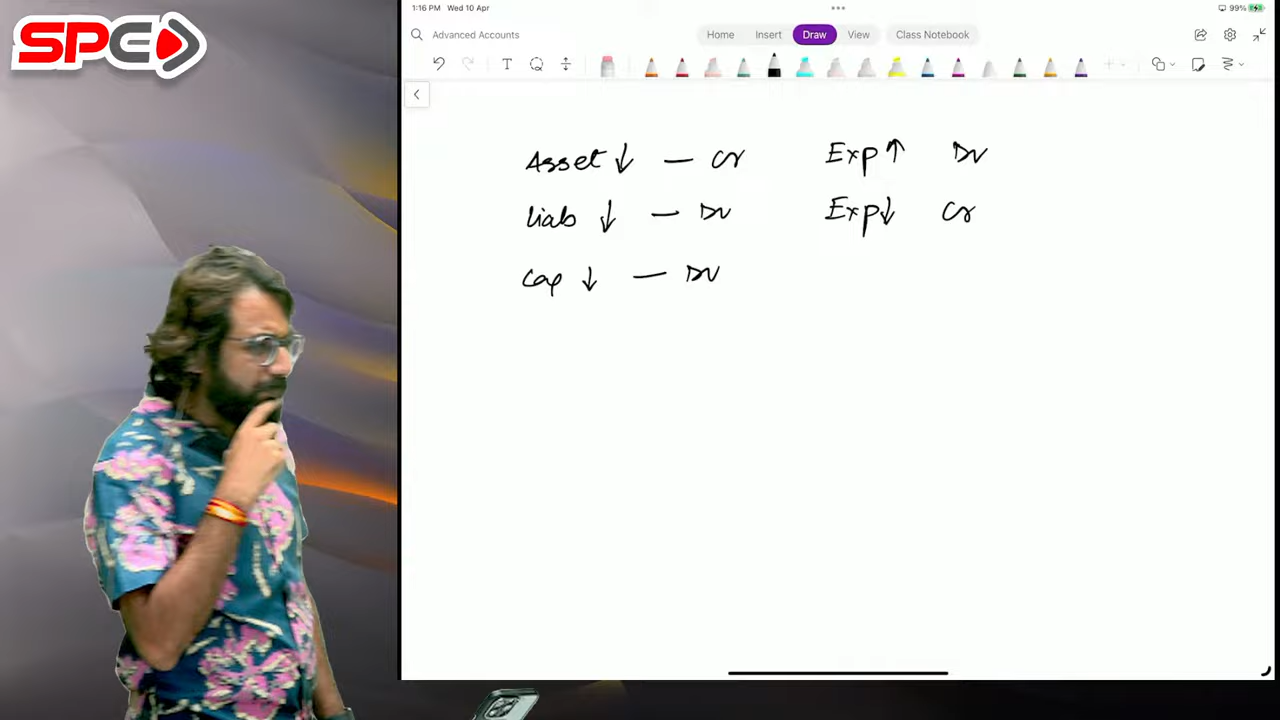 SPC
1:16 PM Wed 10 Apr
99%
Advanced Accounts
Home Insert Draw View Class Notebook
Asset ↓ — Cr Exp ↑ Dr
liab ↓ — Dr Exp ↓ Cr
Cap ↓ — Dr